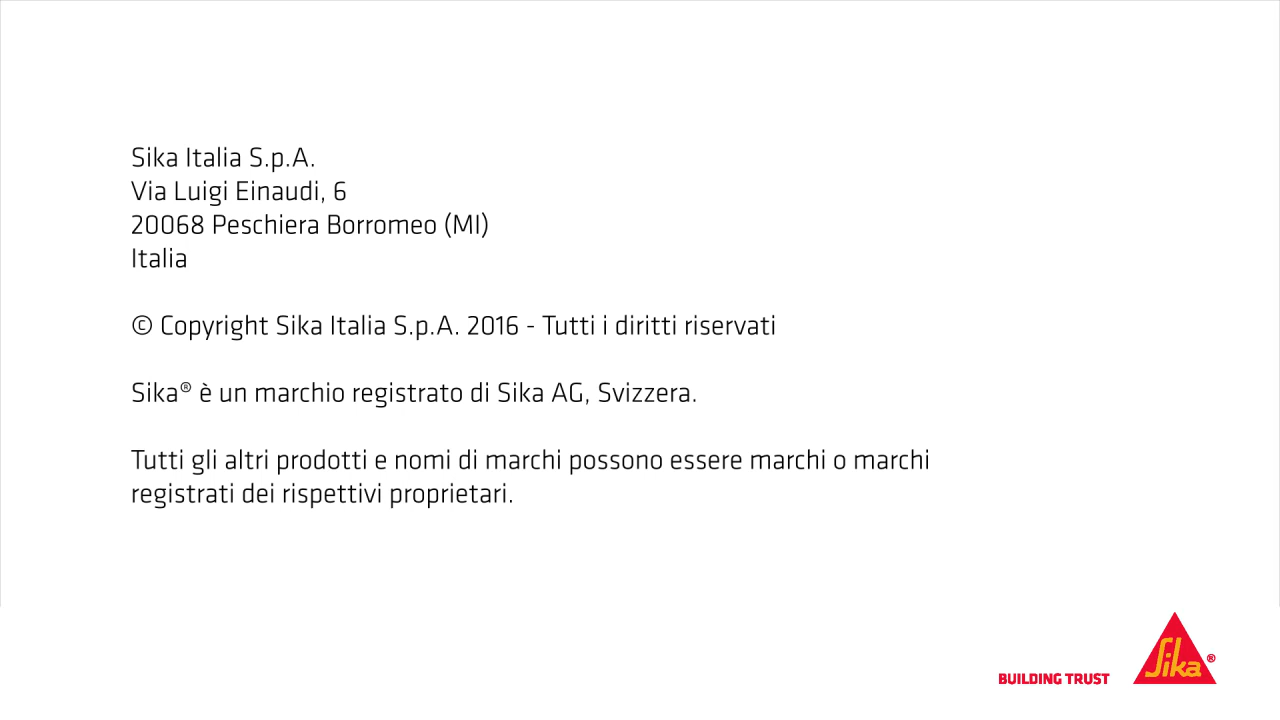 Sika Italia S.p.A.
Via Luigi Einaudi, 6
20068 Peschiera Borromeo (MI)
Italia
© Copyright Sika Italia S.p.A. 2016 - Tutti i diritti riservati
Sika® è un marchio registrato di Sika AG, Svizzera.
Tutti gli altri prodotti e nomi di marchi possono essere marchi o marchi
registrati dei rispettivi proprietari.
BUILDING TRUST
Sika®